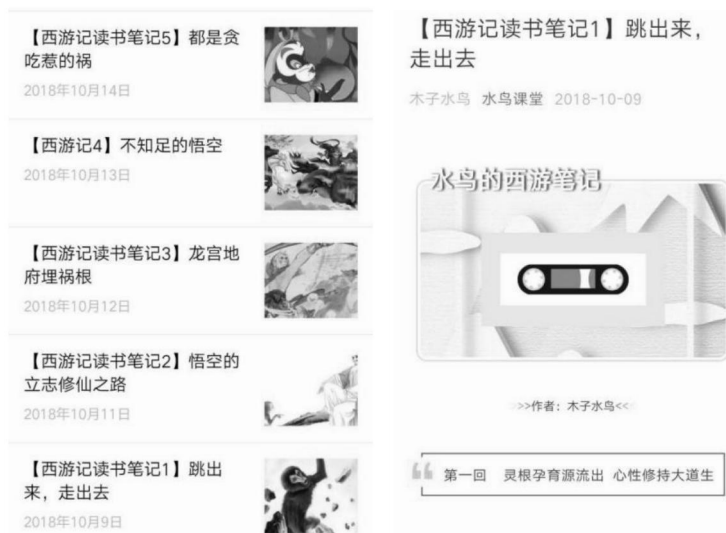 【西游记读书笔记5】都是贪
吃惹的祸
2018年10月14日
【西游记4】不知足的悟空
2018年10月13日
【西游记读书笔记3】龙宫地
府埋祸根
2018年10月12日
【西游记读书笔记2】悟空的
立志修仙之路
2018年10月11日
【西游记读书笔记1】跳出
来，走出去
2018年10月9日
【西游记读书笔记1】跳出来，
走出去
木子水鸟 水鸟课堂 2018-10-09
水鸟的西游笔记
>>>作者：木子水鸟<<<
第一回 灵根孕育源流出 心性修持大道生